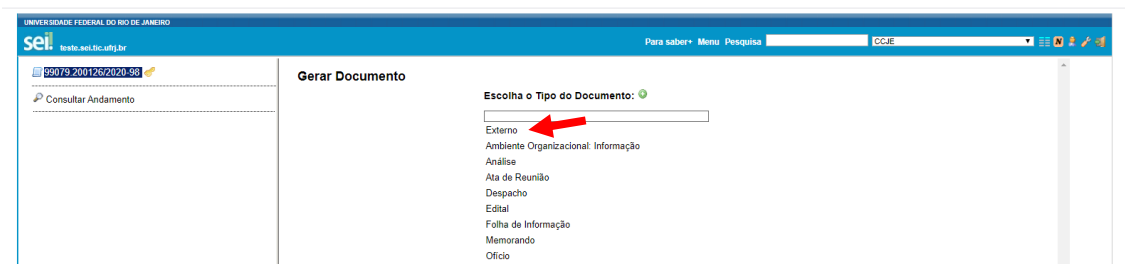 UNIVERSIDADE FEDERAL DO RIO DE JANEIRO
sei! teste.sei.tic.ufrj.br
Para saber+ Menu Pesquisa CCJE
99079.200126/2020-98
Consultar Andamento
Gerar Documento
Escolha o Tipo do Documento:
Externo
Ambiente Organizacional: Informação
Análise
Ata de Reunião
Despacho
Edital
Folha de Informação
Memorando
Ofício